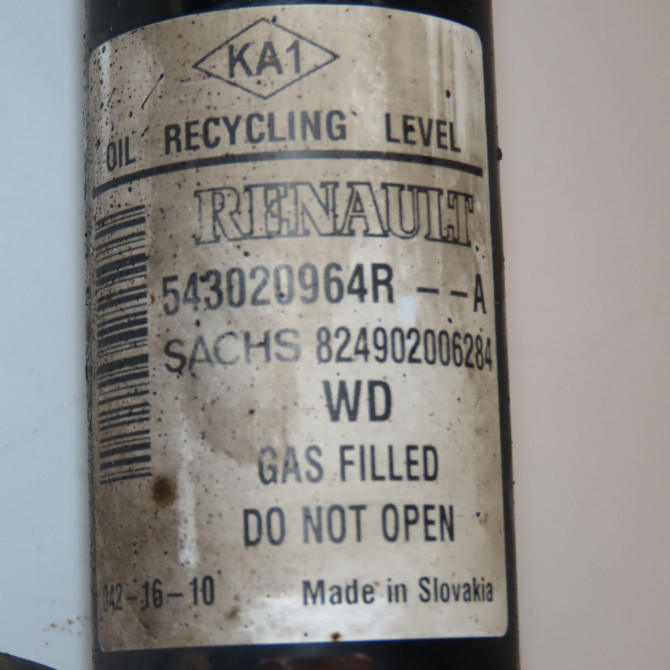 KA1
OIL RECYCLING LEVEL
RENAULT
543020964R --A
SACHS 824902006284
WD
GAS FILLED
DO NOT OPEN
042-16-10 Made in Slovakia